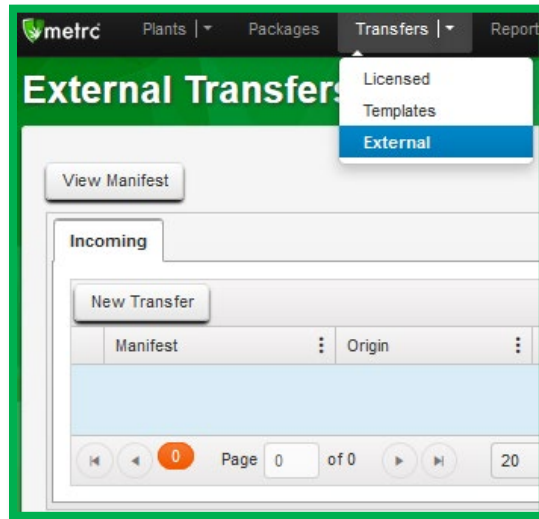 metrc Plants Packages Transfers Report
External Transfers
Licensed
Templates
External
View Manifest
Incoming
New Transfer
Manifest Origin
0 Page 0 of 0 20